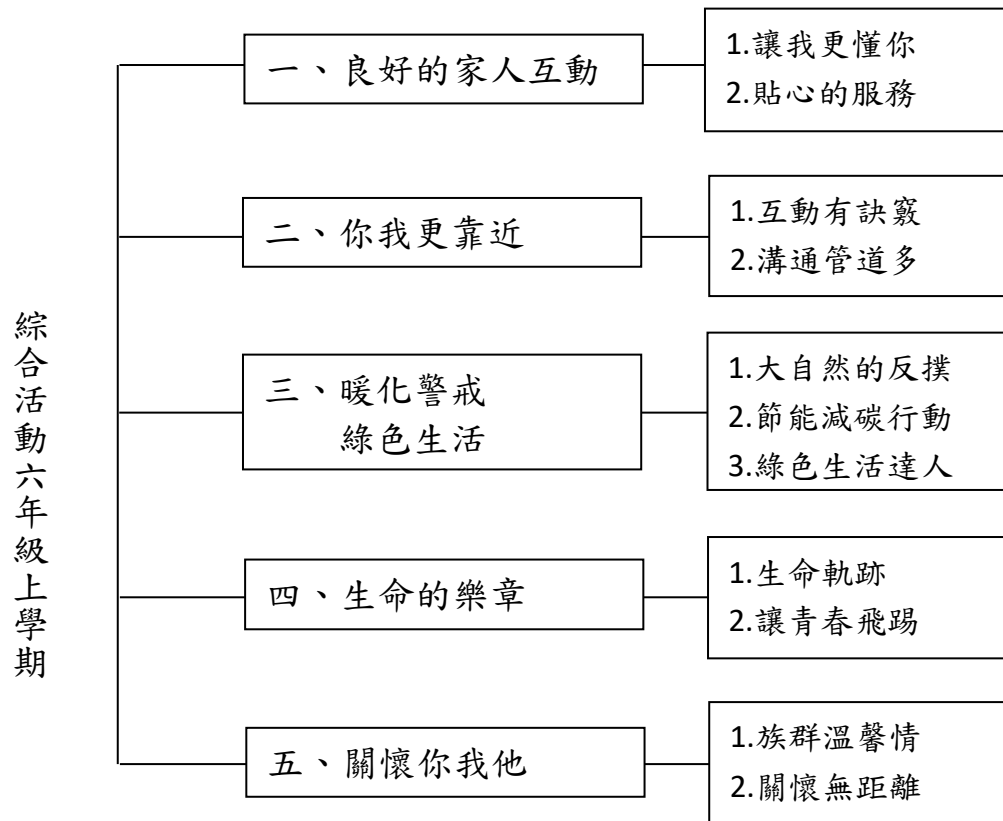 綜合活動六年級上學期
一、良好的家人互動
1.讓我更懂你
2.貼心的服務
二、你我更靠近
1.互動有訣竅
2.溝通管道多
三、暖化警戒
綠色生活
1.大自然的反撲
2.節能減碳行動
3.綠色生活達人
四、生命的樂章
1.生命軌跡
2.讓青春飛踢
五、關懷你我他
1.族群溫馨情
2.關懷無距離